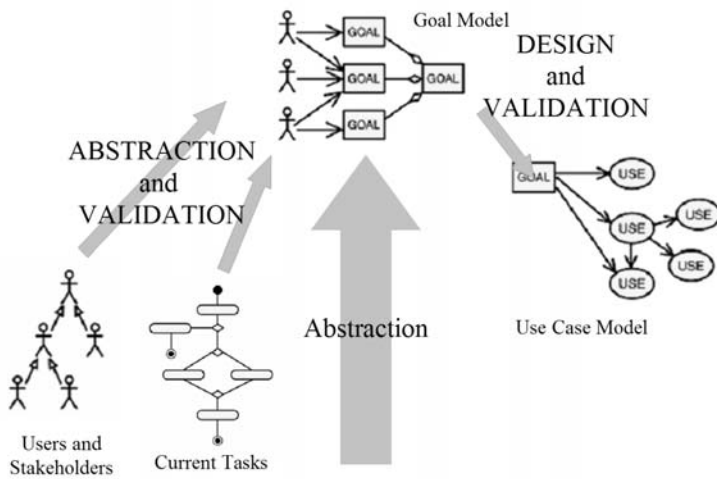 Goal Model
GOAL
GOAL
GOAL
GOAL
DESIGN
and
VALIDATION
ABSTRACTION
and
VALIDATION
GOAL
USE
USE
USE
USE
USE
Abstraction
Use Case Model
Users and
Stakeholders
Current Tasks